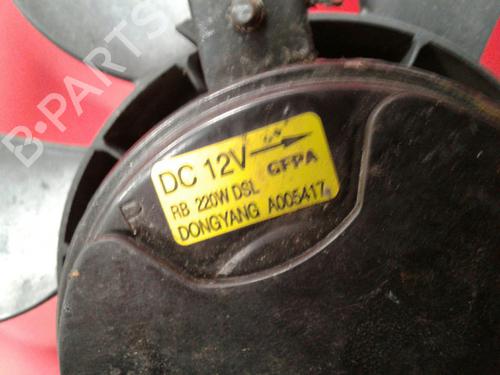 B-PARTS
DC 12V
GFPA
RB 220W DSL
DONGYANG A005417
P